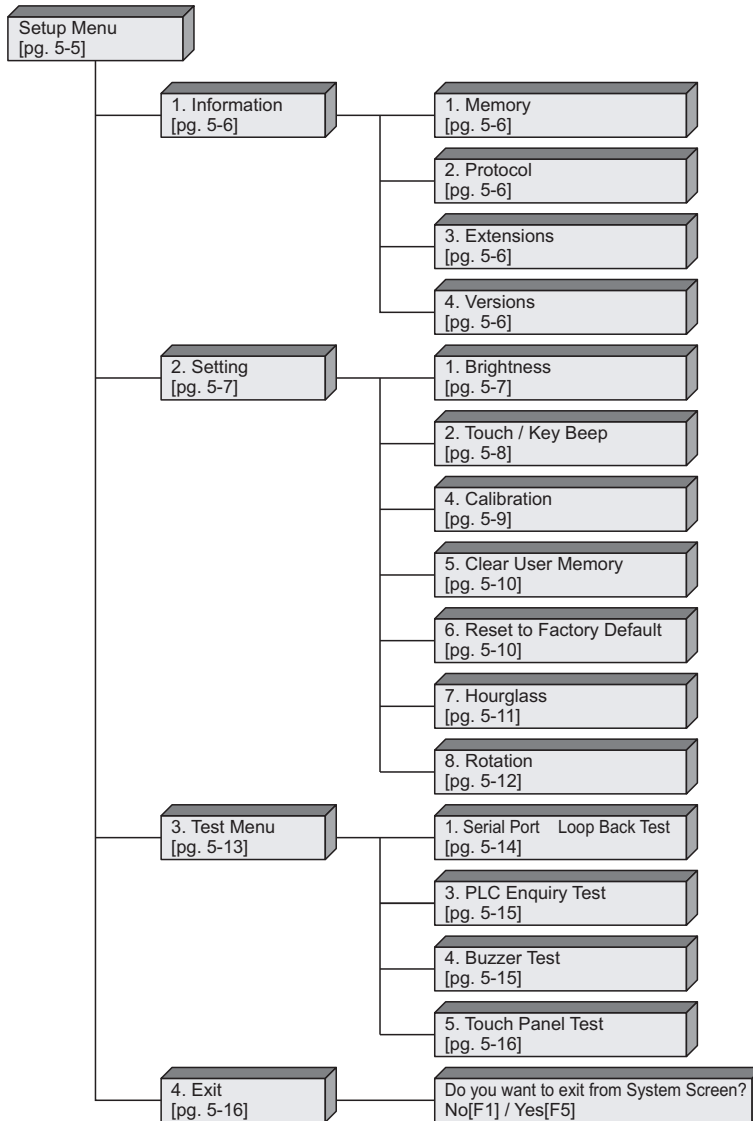 Setup Menu
[pg. 5-5]
1. Information
[pg. 5-6]
1. Memory
[pg. 5-6]
2. Protocol
[pg. 5-6]
3. Extensions
[pg. 5-6]
4. Versions
[pg. 5-6]
2. Setting
[pg. 5-7]
1. Brightness
[pg. 5-7]
2. Touch / Key Beep
[pg. 5-8]
4. Calibration
[pg. 5-9]
5. Clear User Memory
[pg. 5-10]
6. Reset to Factory Default
[pg. 5-10]
7. Hourglass
[pg. 5-11]
8. Rotation
[pg. 5-12]
3. Test Menu
[pg. 5-13]
1. Serial Port Loop Back Test
[pg. 5-14]
3. PLC Enquiry Test
[pg. 5-15]
4. Buzzer Test
[pg. 5-15]
5. Touch Panel Test
[pg. 5-16]
4. Exit
[pg. 5-16]
Do you want to exit from System Screen?
No[F1] / Yes[F5]